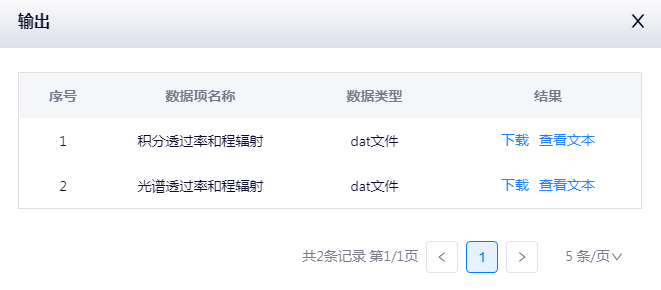 输出
序号 数据项名称 数据类型 结果
1 积分透过率和程辐射 dat文件 下载 查看文本
2 光谱透过率和程辐射 dat文件 下载 查看文本
共2条记录 第1/1页 < 1 > 5 条/页